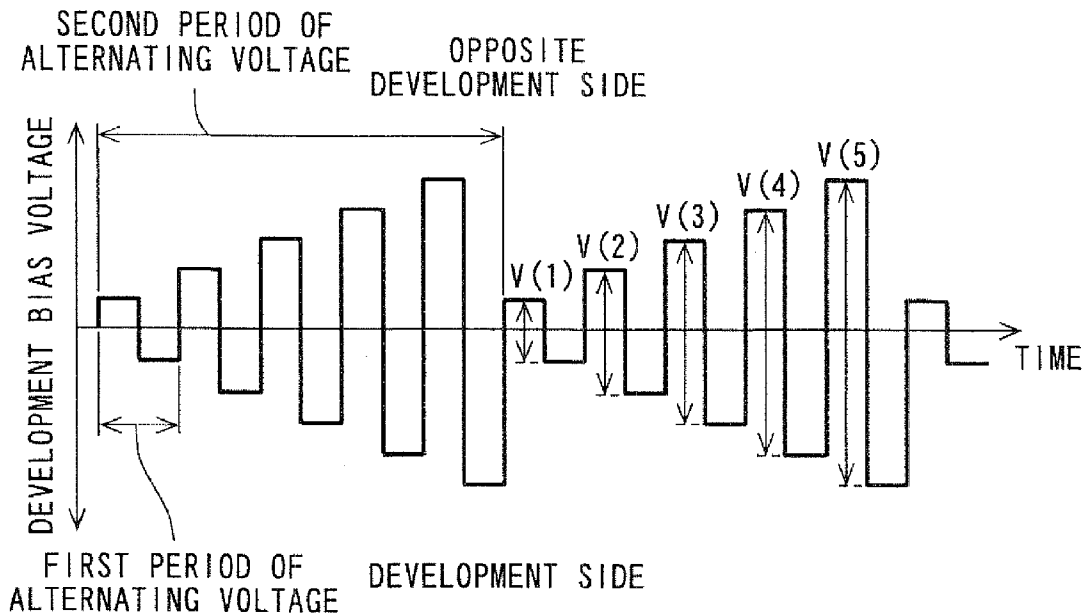 SECOND PERIOD OF
ALTERNATING VOLTAGE
OPPOSITE
DEVELOPMENT SIDE
DEVELOPMENT BIAS VOLTAGE
V(1)
V(2)
V(3)
V(4)
V(5)
TIME
FIRST PERIOD OF
ALTERNATING VOLTAGE
DEVELOPMENT SIDE